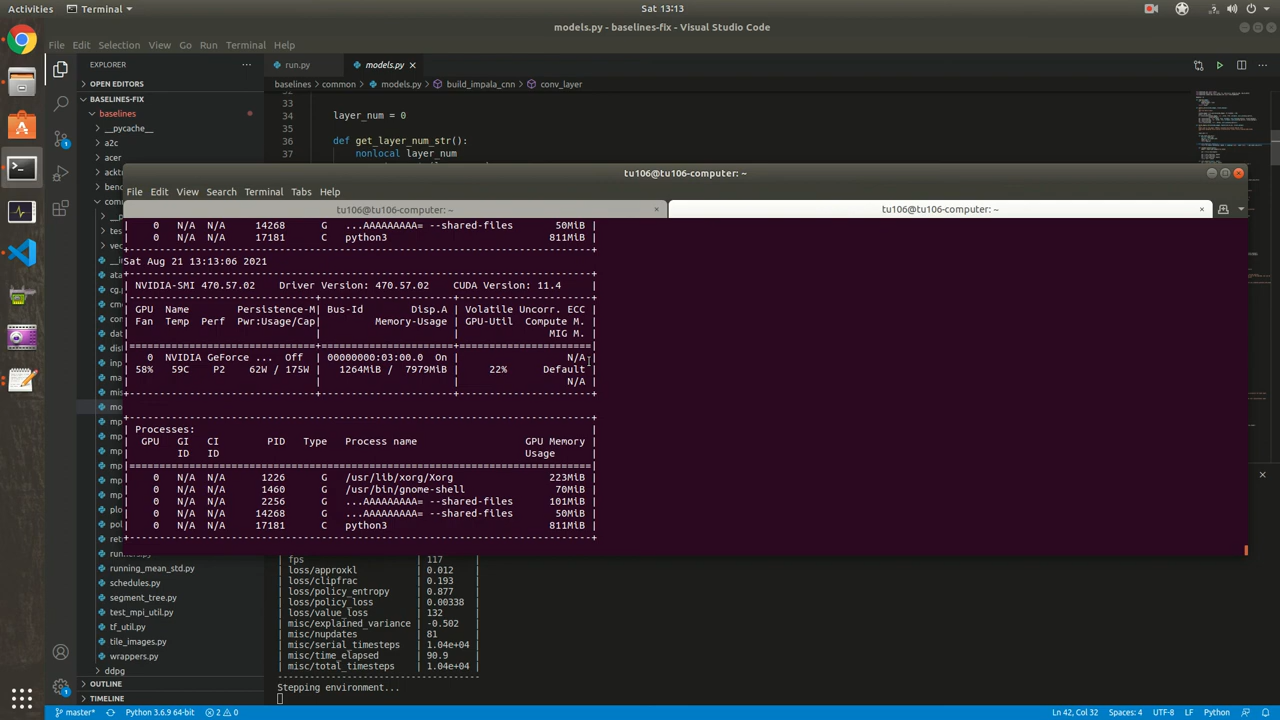 Activities Terminal Sat 13:13
models.py - baselines-fix - Visual Studio Code
File Edit Selection View Go Run Terminal Help
EXPLORER ... run.py models.py
OPEN EDITORS baselines > common > models.py > build_impala_cnn > conv_layer
BASELINES-FIX
baselines
__pycache__
a2c
acer
33
34 layer_num = 0
35
36 def get_layer_num_str():
37 nonlocal layer_num
tu106@tu106-computer: ~
File Edit View Search Terminal Tabs Help
tu106@tu106-computer: ~ tu106@tu106-computer: ~
| 0 N/A N/A 14268 G ...AAAAAAAAA= --shared-files 50MiB |
| 0 N/A N/A 17181 C python3 811MiB |
+-----------------------------------------------------------------------------+
Sat Aug 21 13:13:06 2021
+-----------------------------------------------------------------------------+
| NVIDIA-SMI 470.57.02 Driver Version: 470.57.02 CUDA Version: 11.4 |
|-------------------------------+----------------------+----------------------+
| GPU Name Persistence-M| Bus-Id Disp.A | Volatile Uncorr. ECC |
| Fan Temp Perf Pwr:Usage/Cap| Memory-Usage | GPU-Util Compute M. |
| | | MIG M. |
|===============================+======================+======================|
| 0 NVIDIA GeForce ... Off | 00000000:03:00.0 On | N/A |
| 58% 59C P2 62W / 175W | 1264MiB / 7979MiB | 22% Default |
| | | N/A |
+-------------------------------+----------------------+----------------------+
+-----------------------------------------------------------------------------+
| Processes: |
| GPU GI CI PID Type Process name GPU Memory |
| ID ID Usage |
|=============================================================================|
| 0 N/A N/A 1226 G /usr/lib/xorg/Xorg 223MiB |
| 0 N/A N/A 1460 G /usr/bin/gnome-shell 70MiB |
| 0 N/A N/A 2256 G ...AAAAAAAAA= --shared-files 101MiB |
| 0 N/A N/A 14268 G ...AAAAAAAAA= --shared-files 50MiB |
| 0 N/A N/A 17181 C python3 811MiB |
+-----------------------------------------------------------------------------+
running_mean_std.py
schedules.py
segment_tree.py
test_mpi_util.py
tf_util.py
tile_images.py
wrappers.py
ddpg
OUTLINE
TIMELINE
| fps | 117 |
| loss/approxkl | 0.012 |
| loss/clipfrac | 0.193 |
| loss/policy_entropy | 0.877 |
| loss/policy_loss | 0.00338 |
| loss/value_loss | 132 |
| misc/explained_variance | -0.502 |
| misc/nupdates | 81 |
| misc/serial_timesteps | 1.04e+04 |
| misc/time_elapsed | 90.9 |
| misc/total_timesteps | 1.04e+04 |
--------------------------------------
Stepping environment...
master* Python 3.6.9 64-bit 2 0 Ln 42, Col 32 Spaces: 4 UTF-8 LF Python